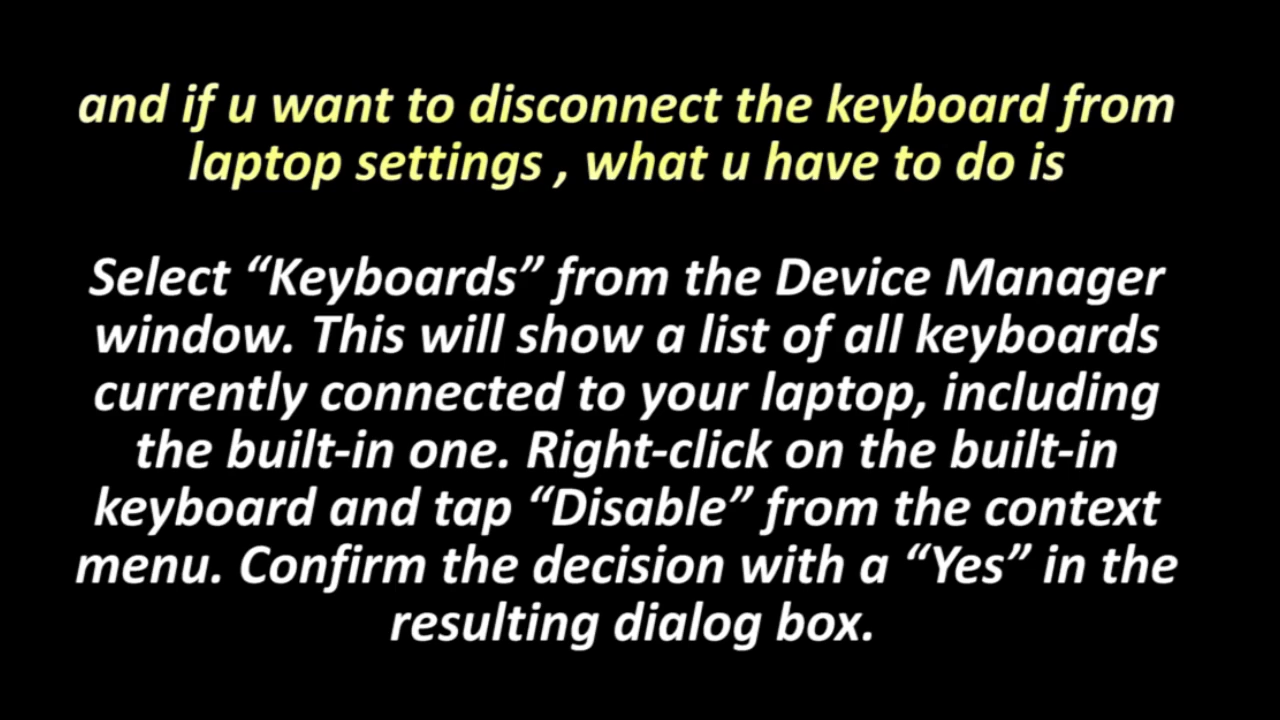 and if u want to disconnect the keyboard from
laptop settings , what u have to do is
Select “Keyboards” from the Device Manager
window. This will show a list of all keyboards
currently connected to your laptop, including
the built-in one. Right-click on the built-in
keyboard and tap “Disable” from the context
menu. Confirm the decision with a “Yes” in the
resulting dialog box.